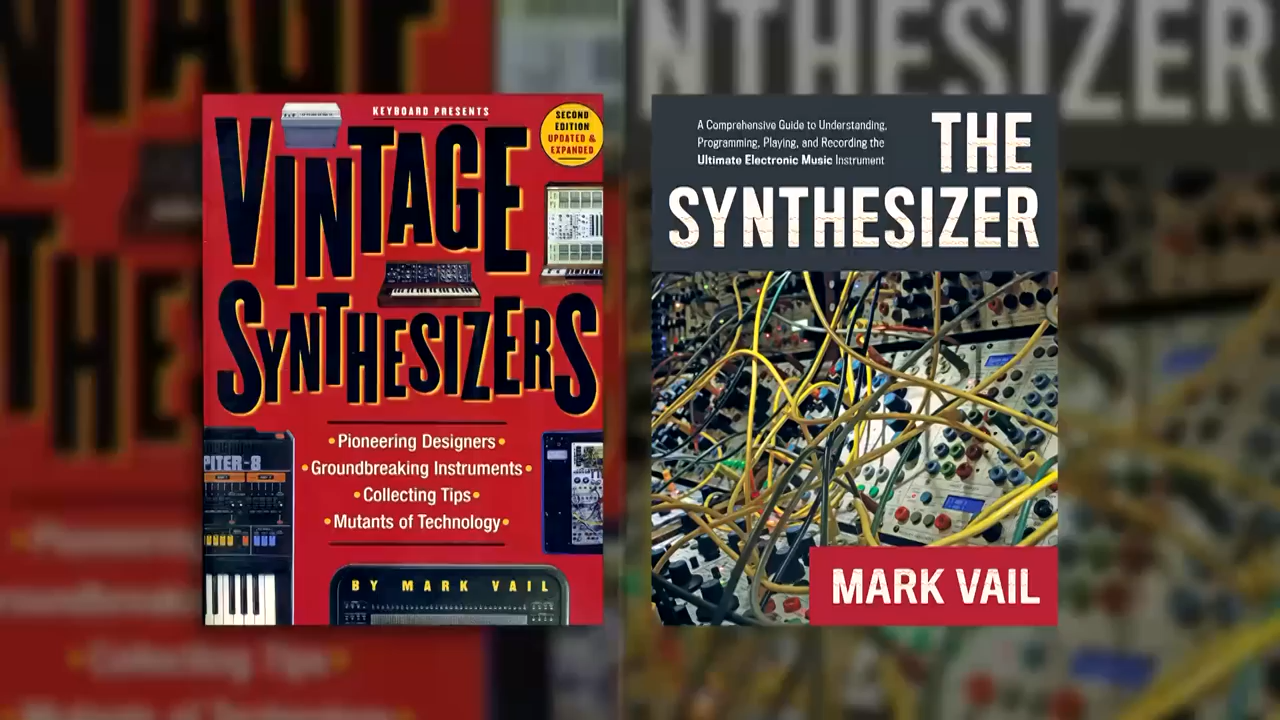 KEYBOARD PRESENTS
VINTAGE
SYNTHESIZERS
SECOND
EDITION
UPDATED &
EXPANDED
•Pioneering Designers•
•Groundbreaking Instruments•
•Collecting Tips•
•Mutants of Technology•
PITER-8
BY MARK VAIL
A Comprehensive Guide to Understanding,
Programming, Playing, and Recording the
Ultimate Electronic Music Instrument
THE
SYNTHESIZER
MARK VAIL